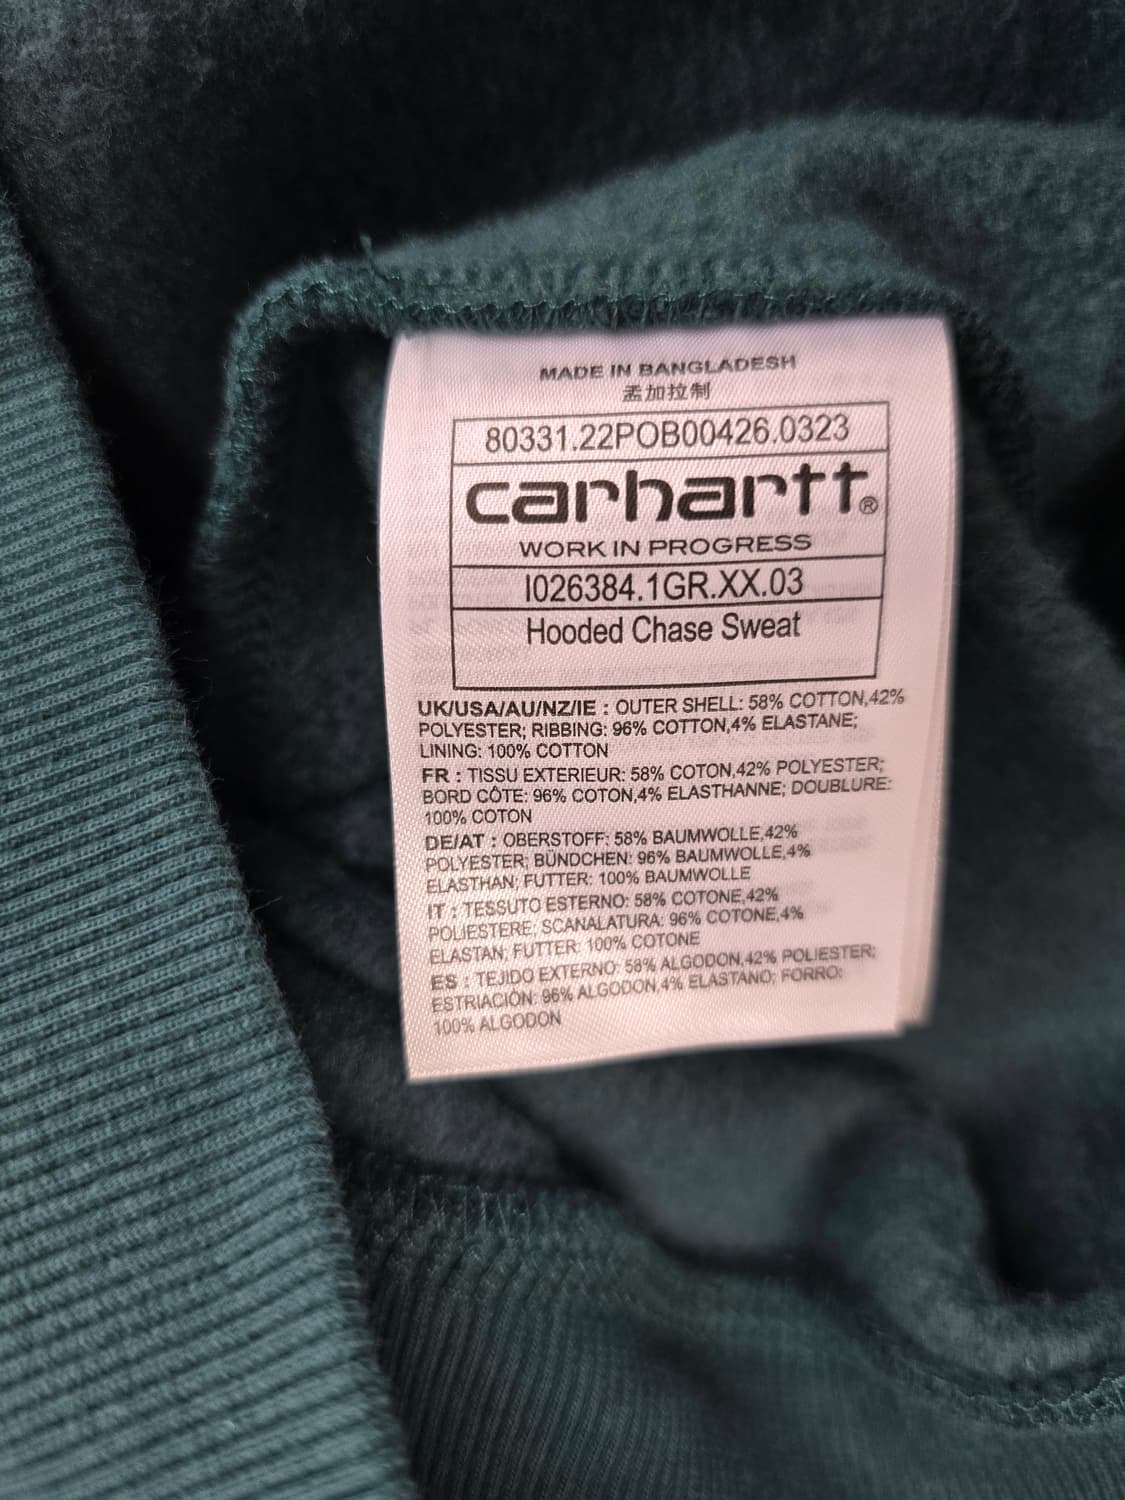 MADE IN BANGLADESH
孟加拉制
80331.22POB00426.0323
carhartt®
WORK IN PROGRESS
I026384.1GR.XX.03
Hooded Chase Sweat
UK/USA/AU/NZ/IE : OUTER SHELL: 58% COTTON,42%
POLYESTER; RIBBING: 96% COTTON,4% ELASTANE;
LINING: 100% COTTON
FR : TISSU EXTERIEUR: 58% COTON,42% POLYESTER;
BORD CÔTE: 96% COTON,4% ELASTHANNE; DOUBLURE:
100% COTON
DE/AT : OBERSTOFF: 58% BAUMWOLLE,42%
POLYESTER; BÜNDCHEN: 96% BAUMWOLLE,4%
ELASTHAN; FUTTER: 100% BAUMWOLLE
IT : TESSUTO ESTERNO: 58% COTONE,42%
POLIESTERE; SCANALATURA: 96% COTONE,4%
ELASTAN; FUTTER: 100% COTONE
ES : TEJIDO EXTERNO: 58% ALGODON,42% POLIESTER;
ESTRIACIÓN: 96% ALGODON,4% ELASTANO; FORRO:
100% ALGODON